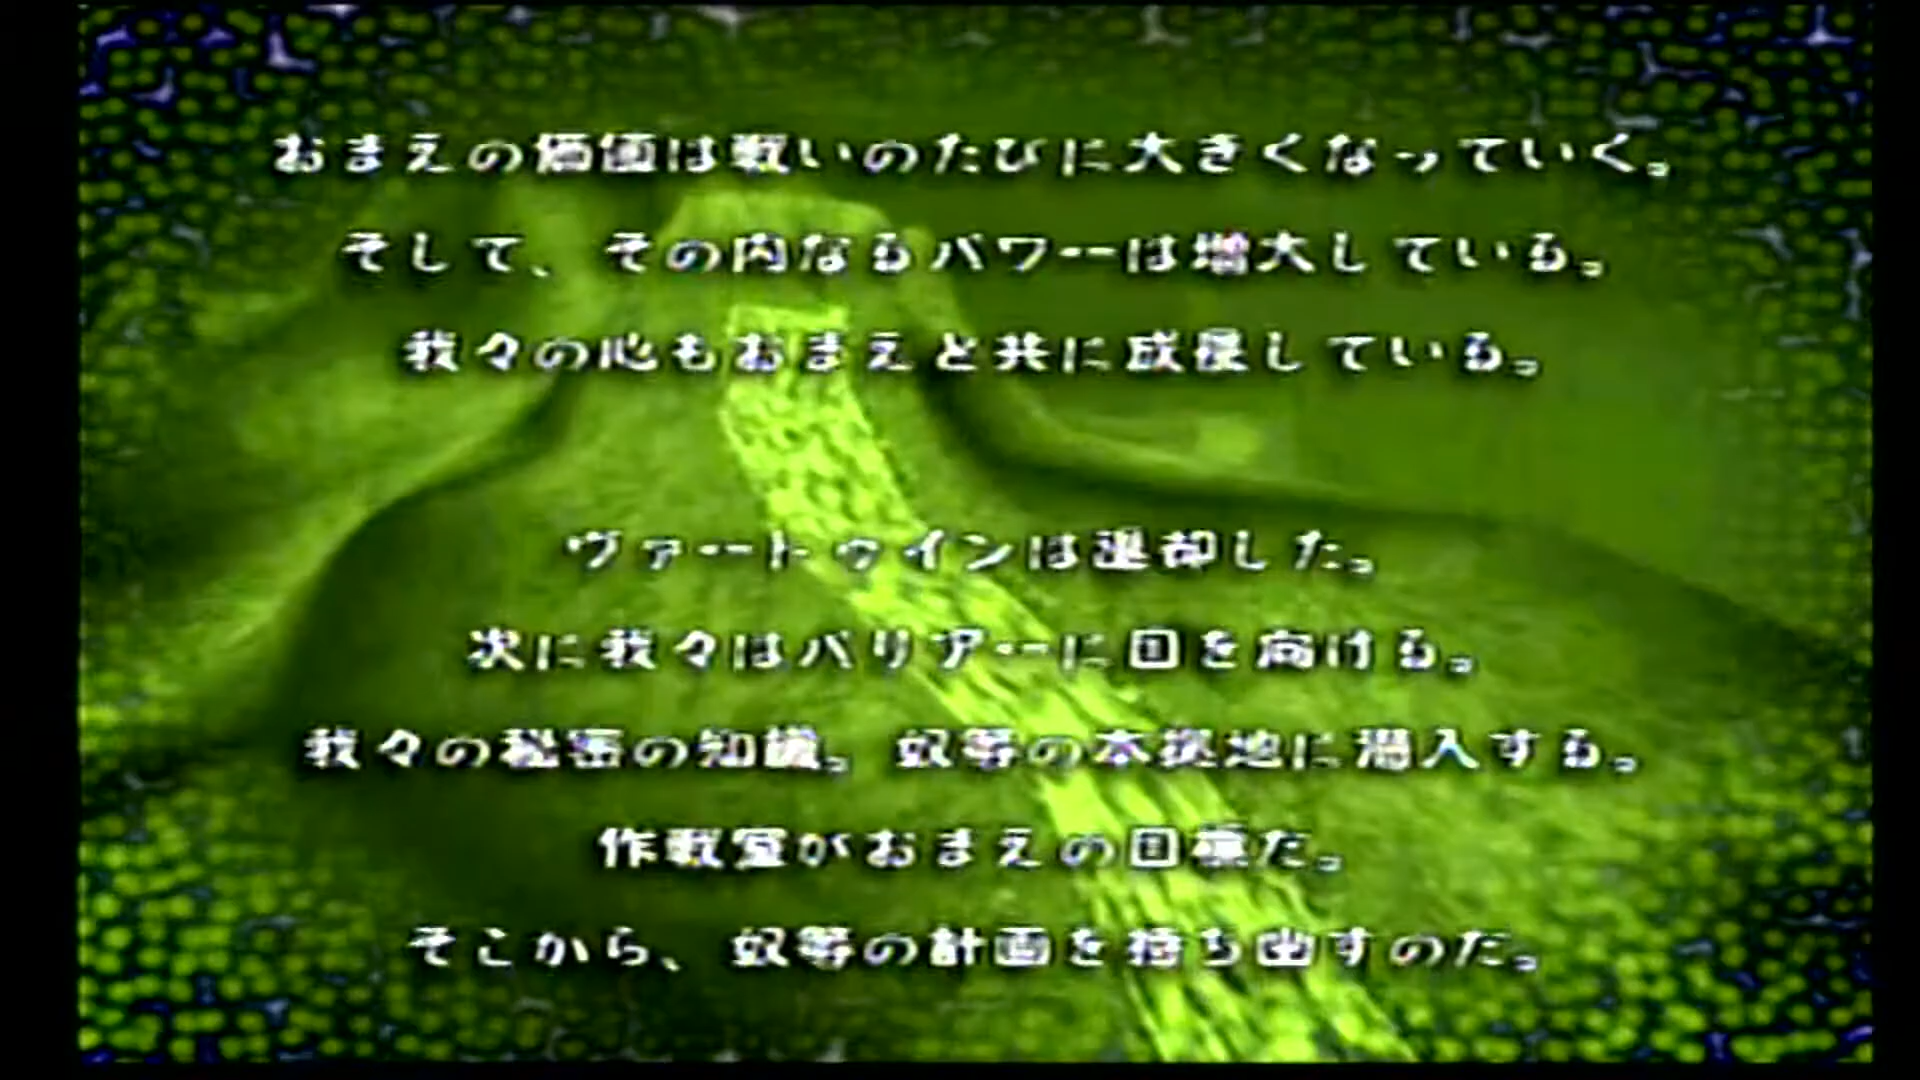 おまえの価値は戦いのたびに大きくなっていく。
そして、その内なるパワーは増大している。
我々の心もおまえと共に成長している。
ヴァートゥインは退却した。
次に我々はバリアーに目を向ける。
我々の秘密の知識。奴等の本拠地に潜入する。
作戦室がおまえの目標だ。
そこから、奴等の計画を持ち出すのだ。